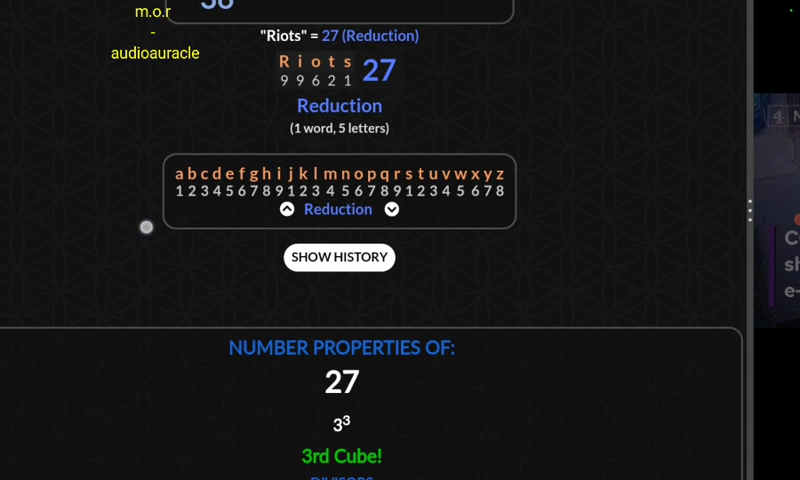 m.o.r
-
audioauracle
"Riots" = 27 (Reduction)
R i o t s 27
9 9 6 2 1
Reduction
(1 word, 5 letters)
a b c d e f g h i j k l m n o p q r s t u v w x y z
1 2 3 4 5 6 7 8 9 1 2 3 4 5 6 7 8 9 1 2 3 4 5 6 7 8
Reduction
SHOW HISTORY
NUMBER PROPERTIES OF:
27
3³
3rd Cube!
4